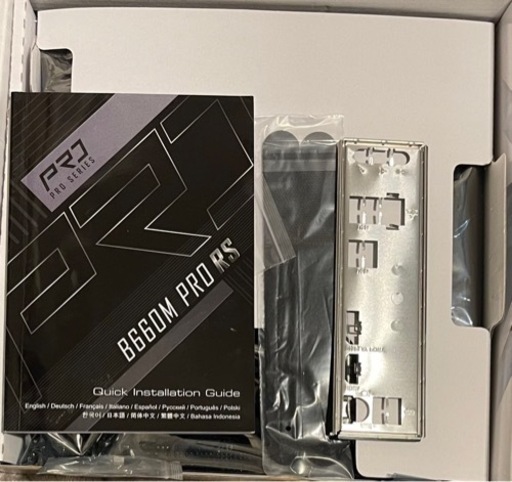 PRO
PRO SERIES
B660M PRO RS
Quick Installation Guide
English / Deutsch / Français / Italiano / Español / Русский / Português / Polski
한국어 / 日本語 / 简体中文 / 繁體中文 / Bahasa Indonesia